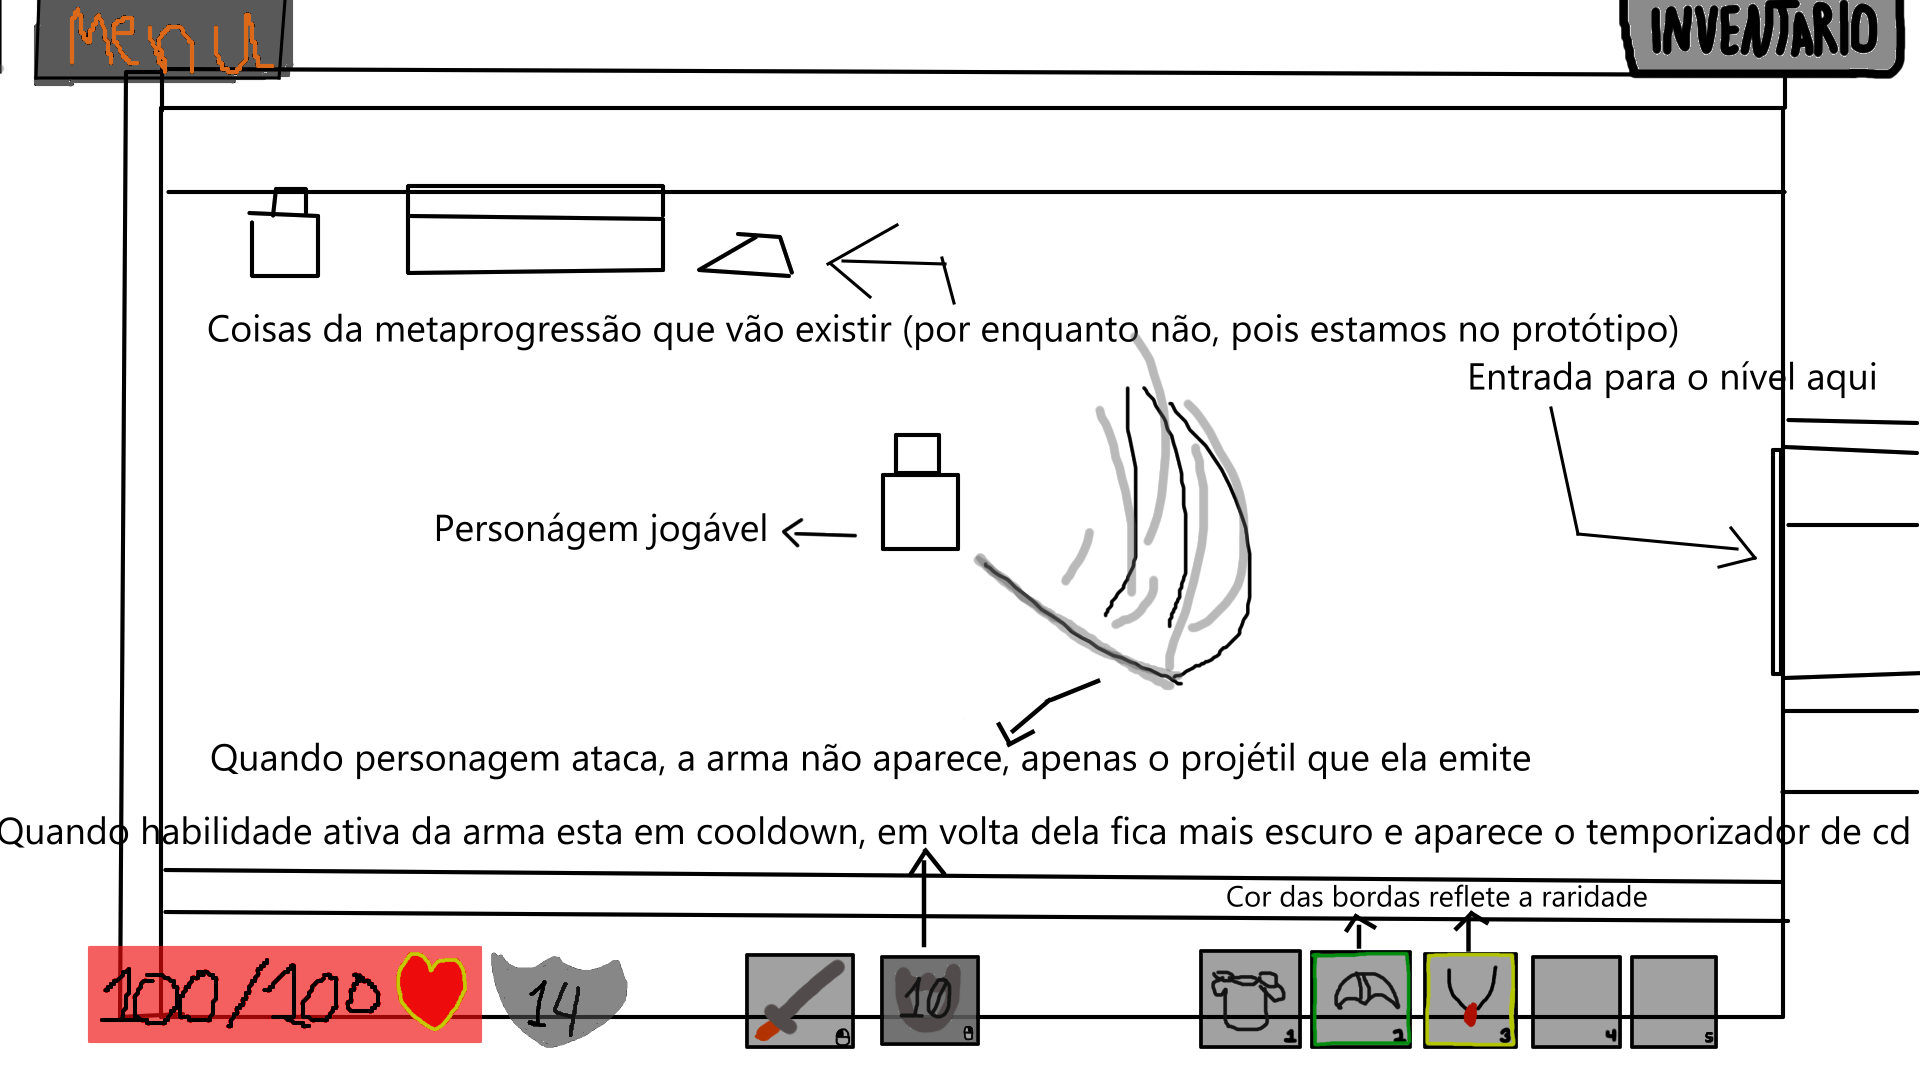 Menu
INVENTARIO
Coisas da metaprogressão que vão existir (por enquanto não, pois estamos no protótipo)
Entrada para o nível aqui
Personágem jogável
Quando personagem ataca, a arma não aparece, apenas o projétil que ela emite
Quando habilidade ativa da arma esta em cooldown, em volta dela fica mais escuro e aparece o temporizador de cd
Cor das bordas reflete a raridade
100/100
14
10
1
2
3
4
5